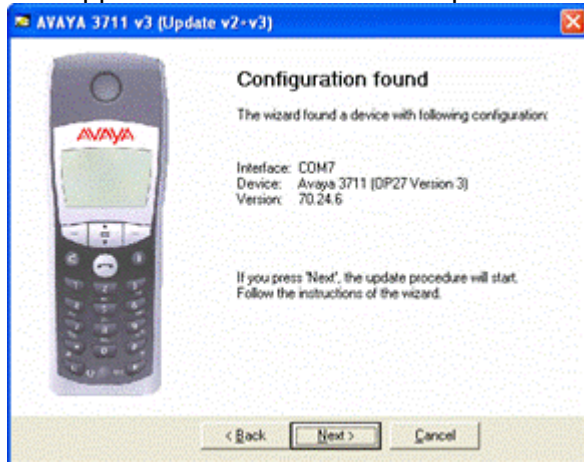 AVAYA 3711 v3 (Update v2-v3)
Configuration found
The wizard found a device with following configuration:
AVAYA
Interface: COM7
Device: Avaya 3711 (DP27 Version 3)
Version: 70.24.6
If you press 'Next', the update procedure will start.
Follow the instructions of the wizard.
< Back
Next >
Cancel